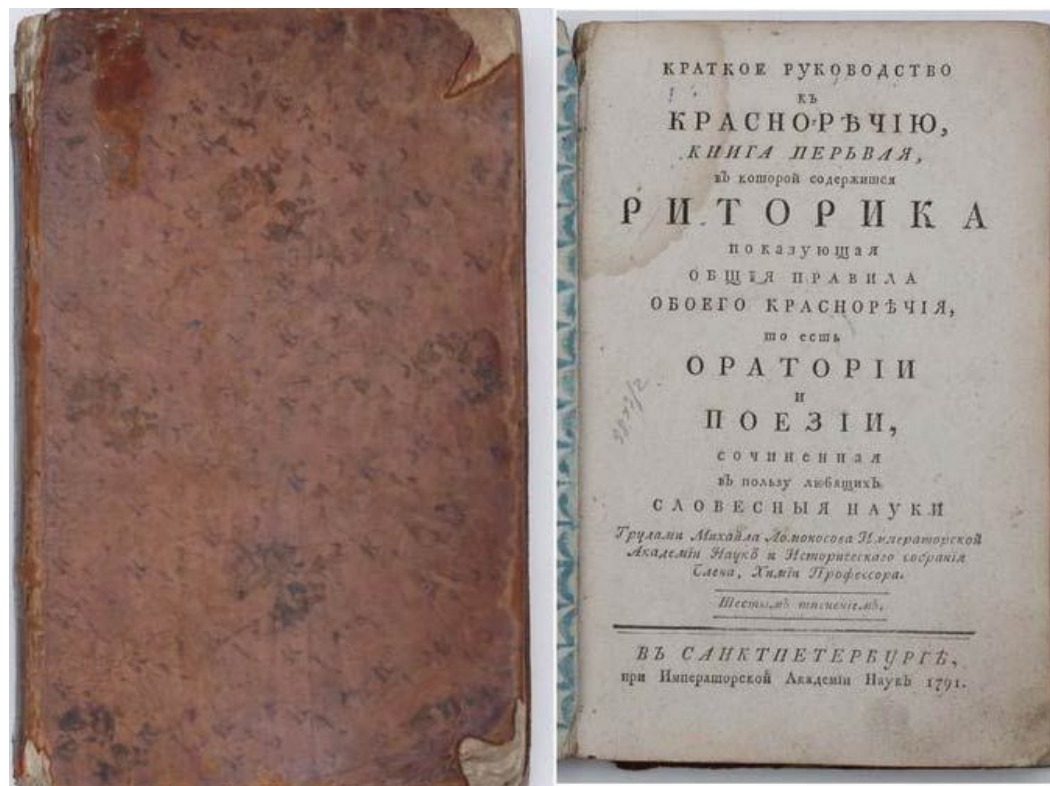 КРАТКОЕ РУКОВОДСТВО
КЪ
КРАСНОРѢЧІЮ,
КНИГА ПЕРЬВАЯ,
въ которой содержится
РИТОРИКА
показующая
ОБЩІЯ ПРАВИЛА
ОБОЕГО КРАСНОРѢЧІЯ,
то есть
ОРАТОРІИ
И
ПОЕЗІИ,
сочиненная
въ пользу любящихъ
СЛОВЕСНЫЯ НАУКИ
Трудами Михайла Ломоносова Императорской
Академіи Наукъ и Историческаго собранія
Члена, Химіи Профессора.
Шестымъ тисненіемъ.
ВЪ САНКТПЕТЕРБУРГѢ,
при Императорской Академіи Наукъ 1791.